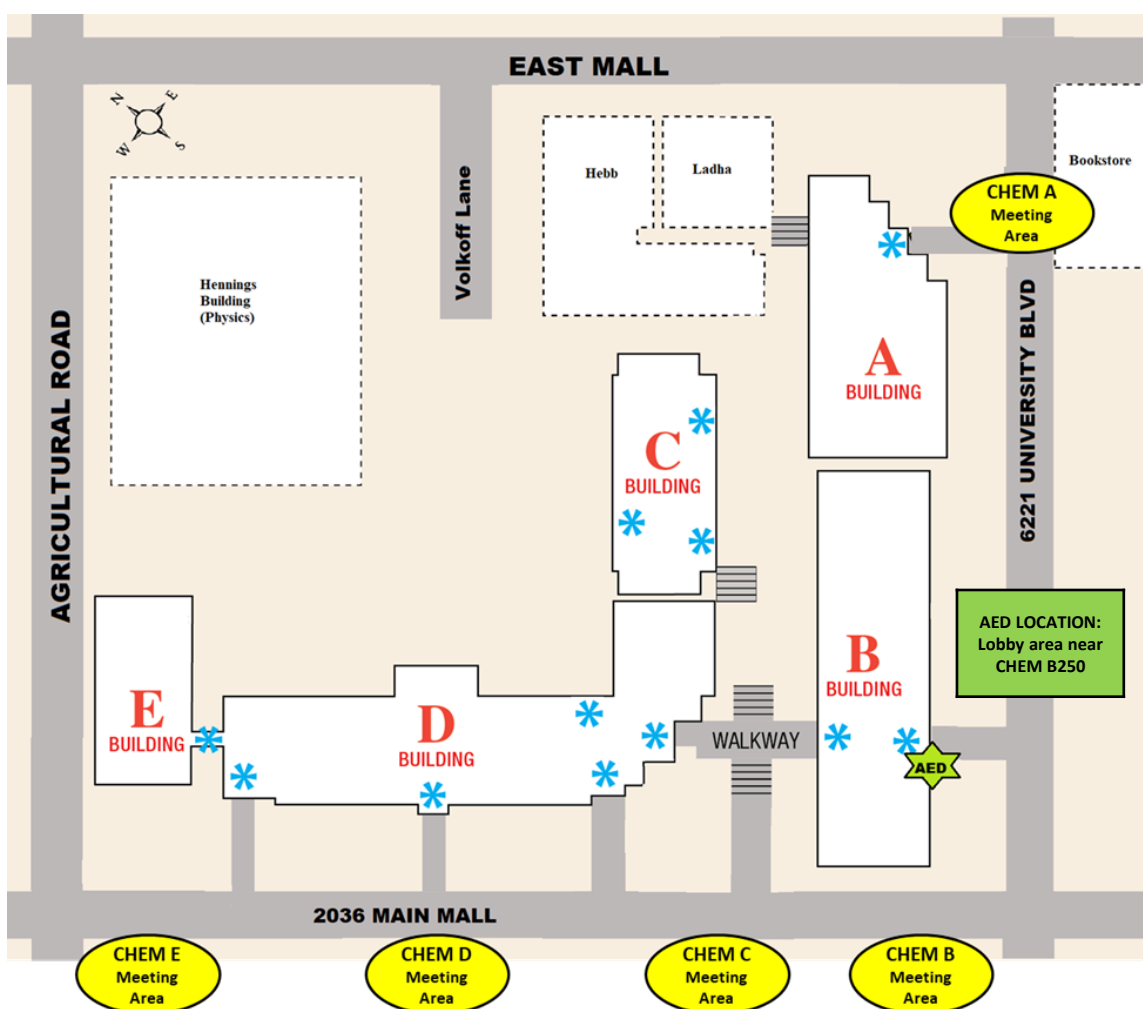 EAST MALL
N
E
W
S
Volkoff Lane
Hebb
Ladha
Bookstore
CHEM A
Meeting
Area
Hennings
Building
(Physics)
AGRICULTURAL ROAD
6221 UNIVERSITY BLVD
A
BUILDING
C
BUILDING
AED LOCATION:
Lobby area near
CHEM B250
B
BUILDING
E
BUILDING
D
BUILDING
WALKWAY
AED
2036 MAIN MALL
CHEM E
Meeting
Area
CHEM D
Meeting
Area
CHEM C
Meeting
Area
CHEM B
Meeting
Area